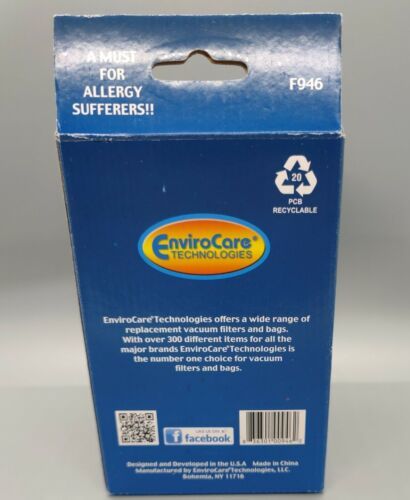 A MUST
FOR
ALLERGY
SUFFERERS!!
F946
20
PCB
RECYCLABLE
EnviroCare®
TECHNOLOGIES
EnviroCare® Technologies offers a wide range of
replacement vacuum filters and bags.
With over 300 different items for all the
major brands EnviroCare® Technologies is
the number one choice for vacuum
filters and bags.
LIKE US ON
facebook
Designed and Developed in the U.S.A Made in China
Manufactured by EnviroCare® Technologies, LLC.
Bohemia, NY 11716